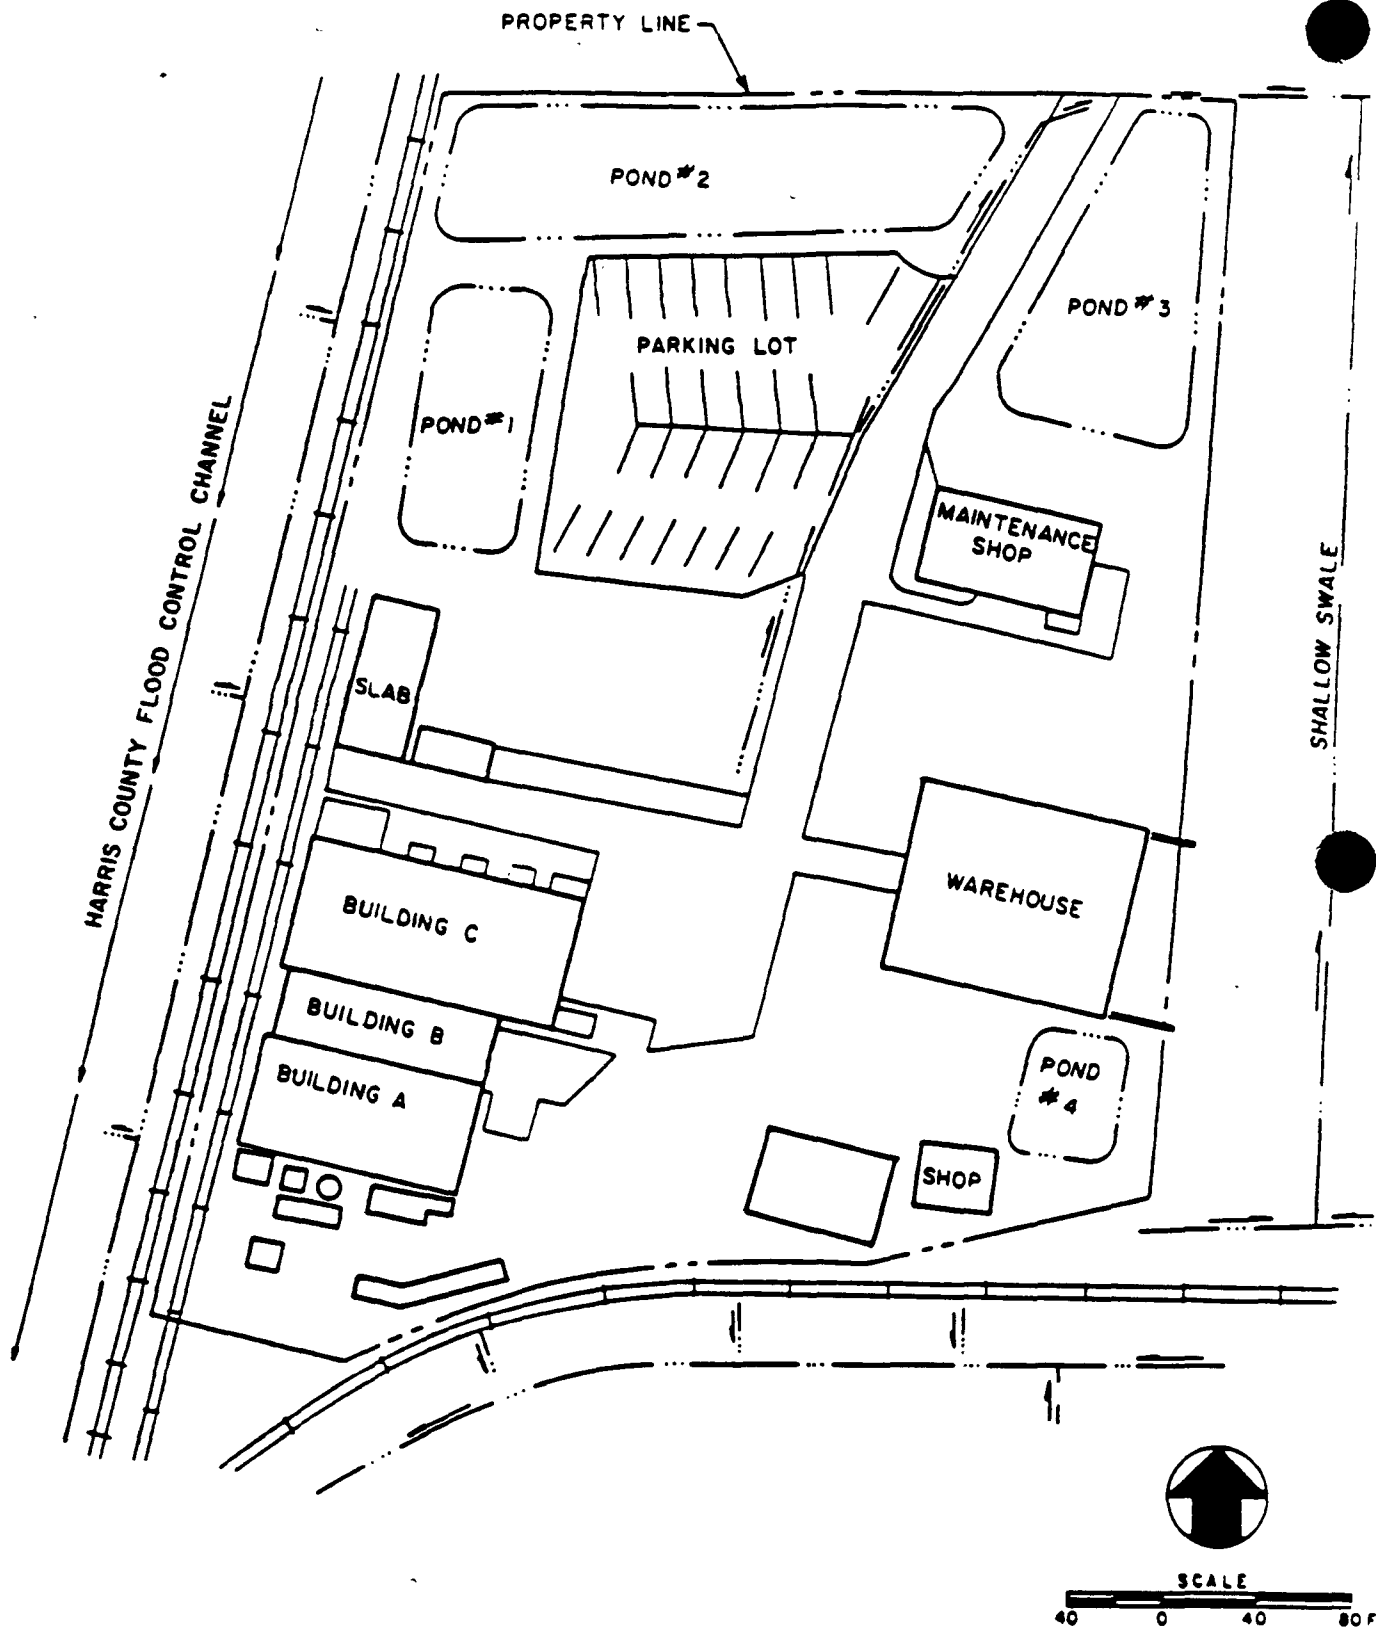 PROPERTY LINE
POND #2
POND #3
PARKING LOT
POND #1
HARRIS COUNTY FLOOD CONTROL CHANNEL
MAINTENANCE
SHOP
SHALLOW SWALE
SLAB
WAREHOUSE
BUILDING C
BUILDING B
BUILDING A
POND
#4
SHOP
SCALE
40 0 40 80 F